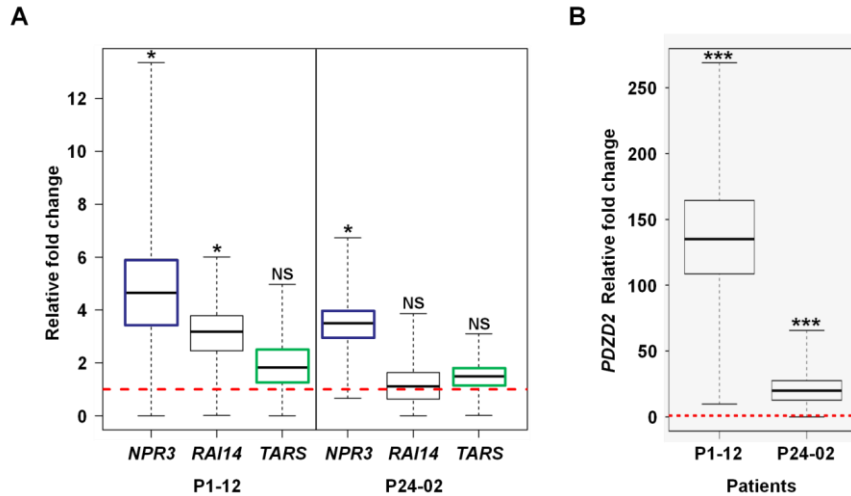 A
B
Relative fold change
12
10
8
6
4
2
0
*
*
NS
*
NS
NS
NPR3 RAI14 TARS NPR3 RAI14 TARS
P1-12 P24-02
PDZD2 Relative fold change
250
200
150
100
50
0
***
***
P1-12 P24-02
Patients